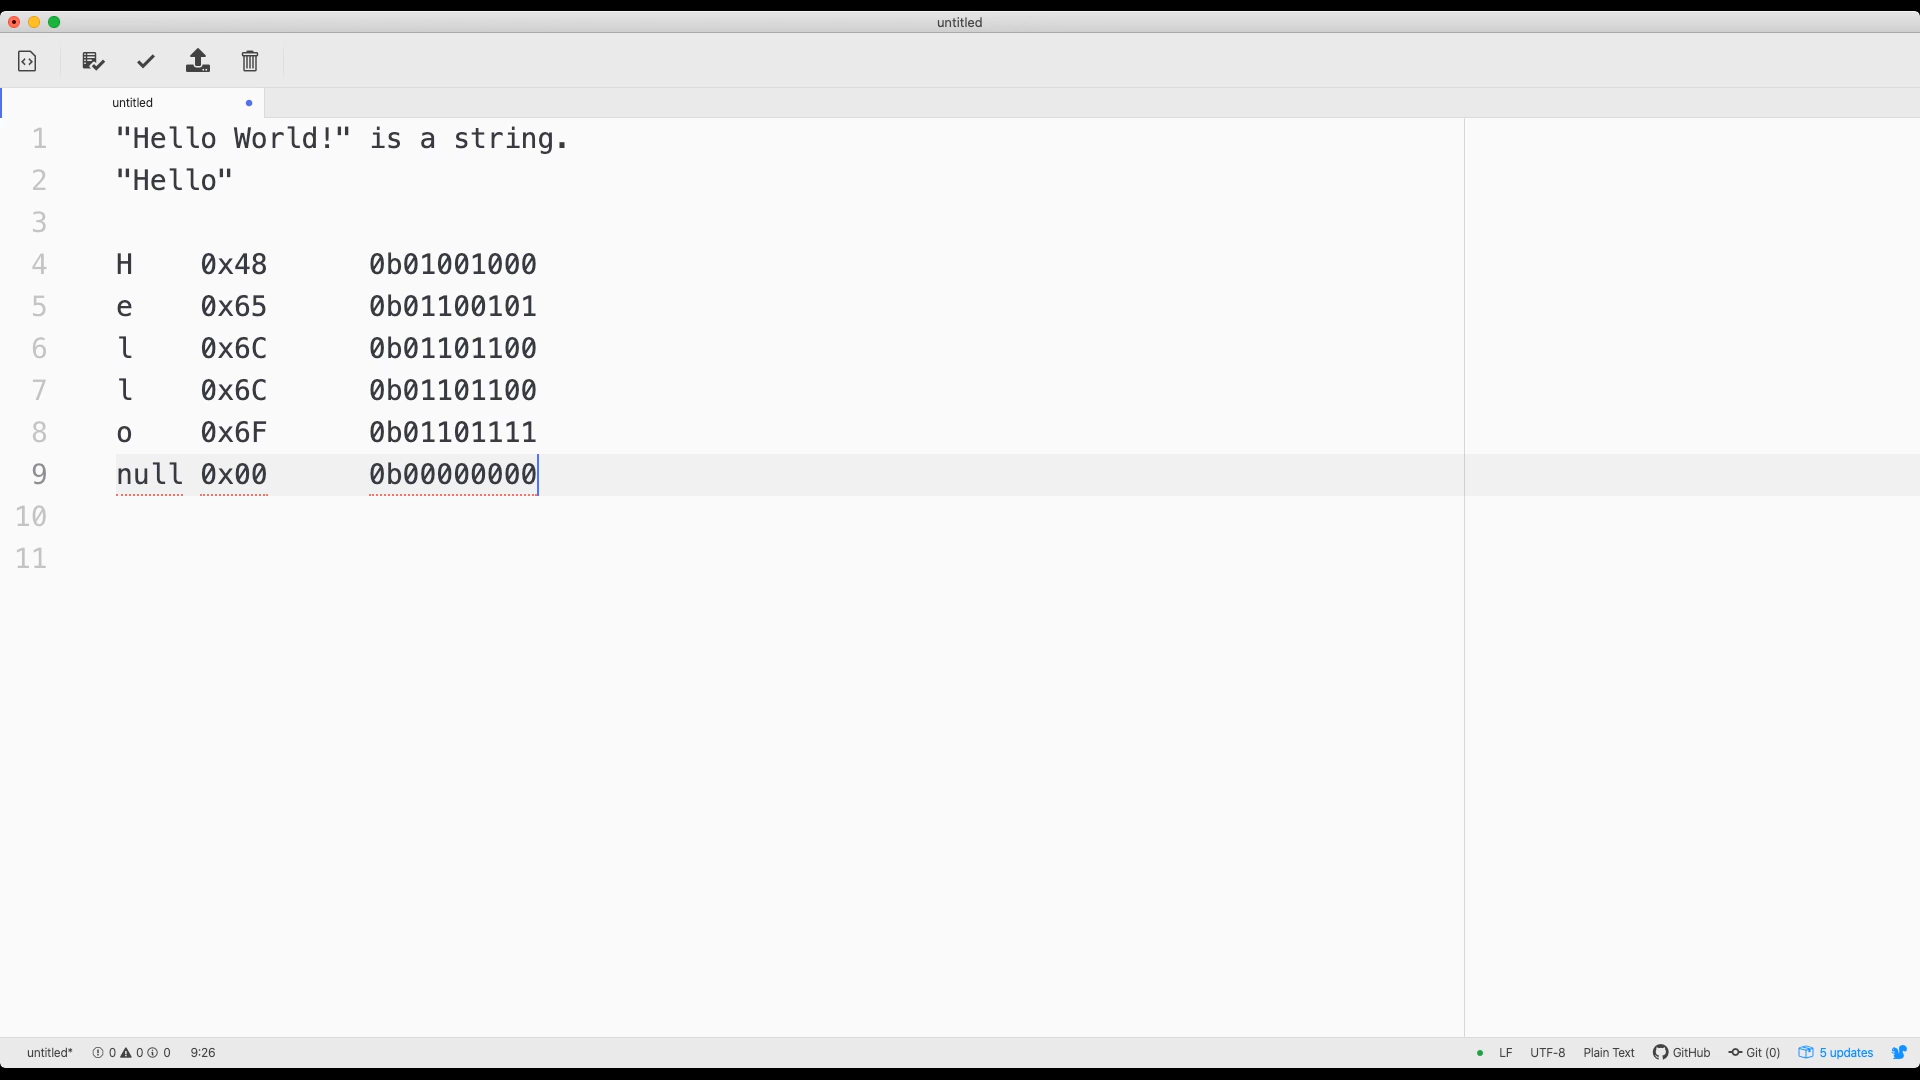 untitled
untitled
1 "Hello World!" is a string.
2 "Hello"
3
4 H 0x48 0b01001000
5 e 0x65 0b01100101
6 l 0x6C 0b01101100
7 l 0x6C 0b01101100
8 o 0x6F 0b01101111
9 null 0x00 0b00000000
10
11
untitled* 0 0 0 9:26 LF UTF-8 Plain Text GitHub Git (0) 5 updates